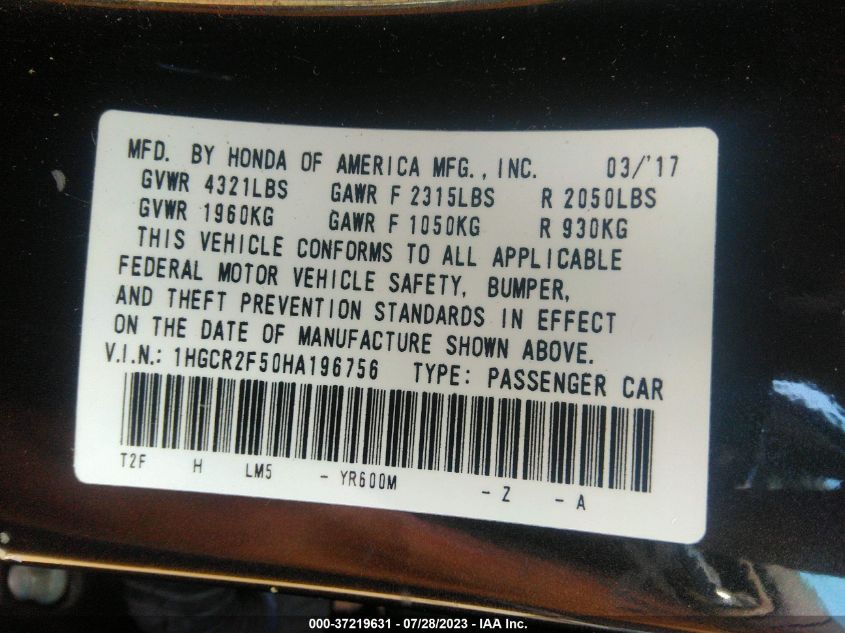 MFD. BY HONDA OF AMERICA MFG., INC. 03/'17
GVWR 4321LBS GAWR F 2315LBS R 2050LBS
GVWR 1960KG GAWR F 1050KG R 930KG
THIS VEHICLE CONFORMS TO ALL APPLICABLE
FEDERAL MOTOR VEHICLE SAFETY, BUMPER,
AND THEFT PREVENTION STANDARDS IN EFFECT
ON THE DATE OF MANUFACTURE SHOWN ABOVE.
V.I.N.: 1HGCR2F50HA196756 TYPE: PASSENGER CAR
T2F H LM5 - YR600M - Z - A
000-37219631 - 07/28/2023 - IAA Inc.